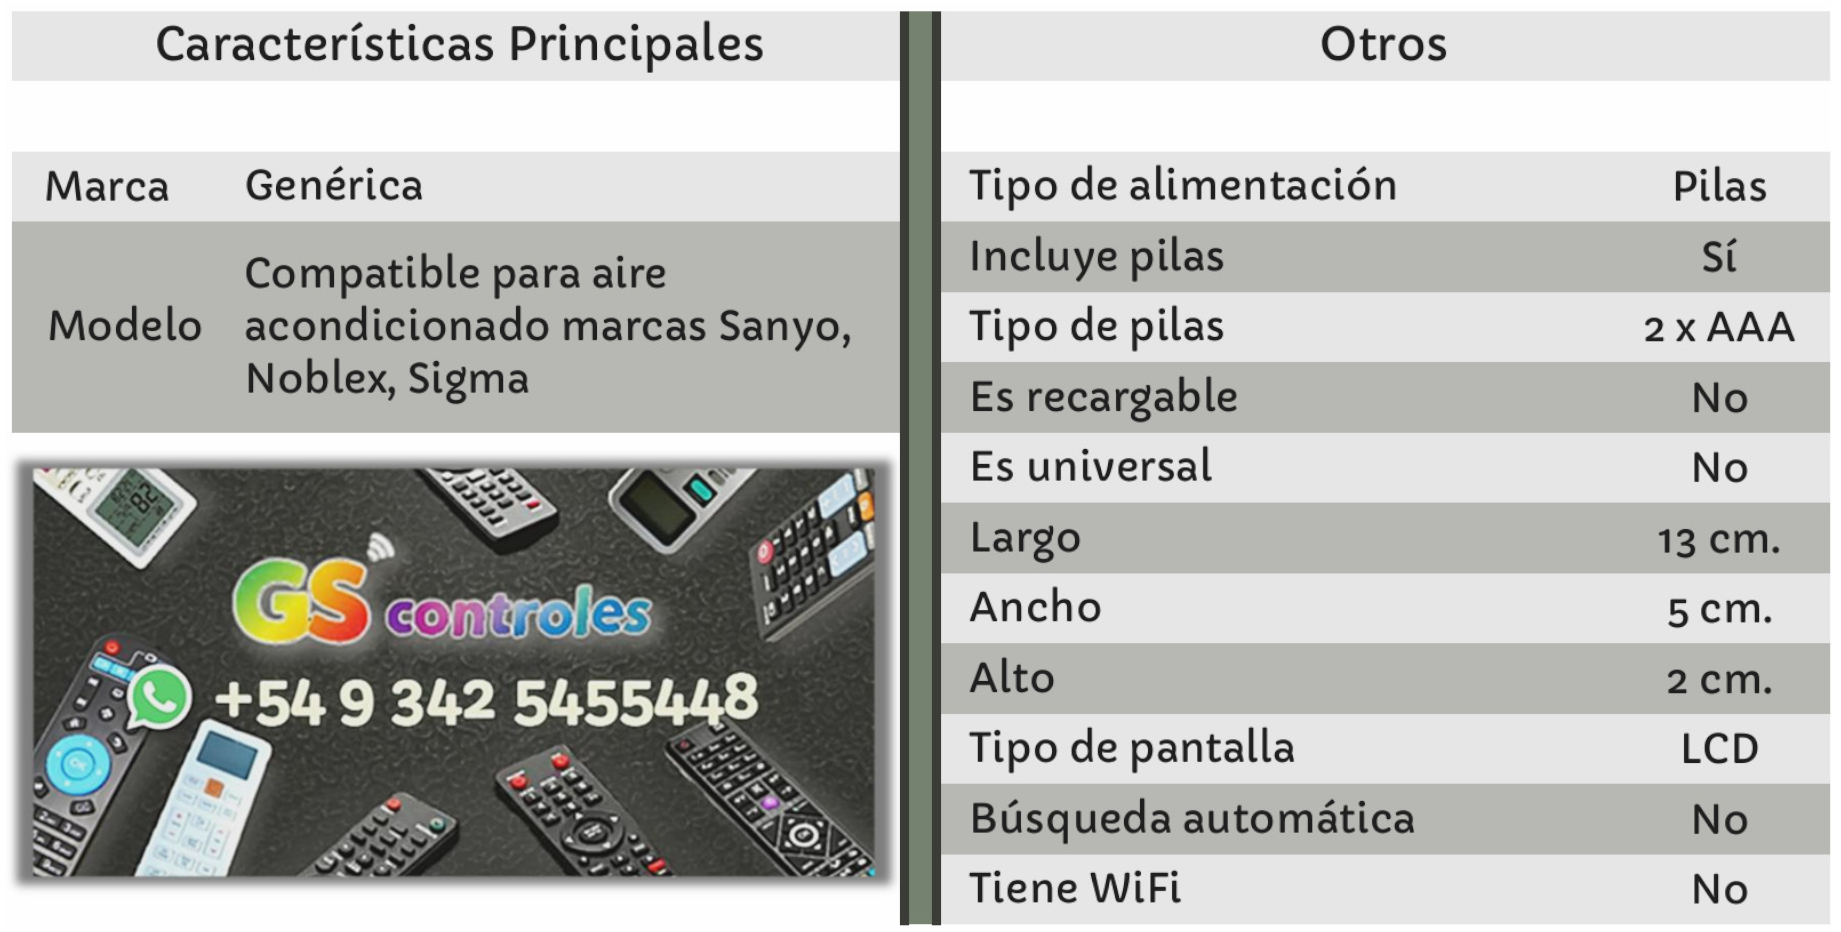 Características Principales
Marca Genérica
Modelo
Compatible para aire
acondicionado marcas Sanyo,
Noblex, Sigma
GS controles
+54 9 342 5455448
Otros
Tipo de alimentación Pilas
Incluye pilas Sí
Tipo de pilas 2 x AAA
Es recargable No
Es universal No
Largo 13 cm.
Ancho 5 cm.
Alto 2 cm.
Tipo de pantalla LCD
Búsqueda automática No
Tiene WiFi No